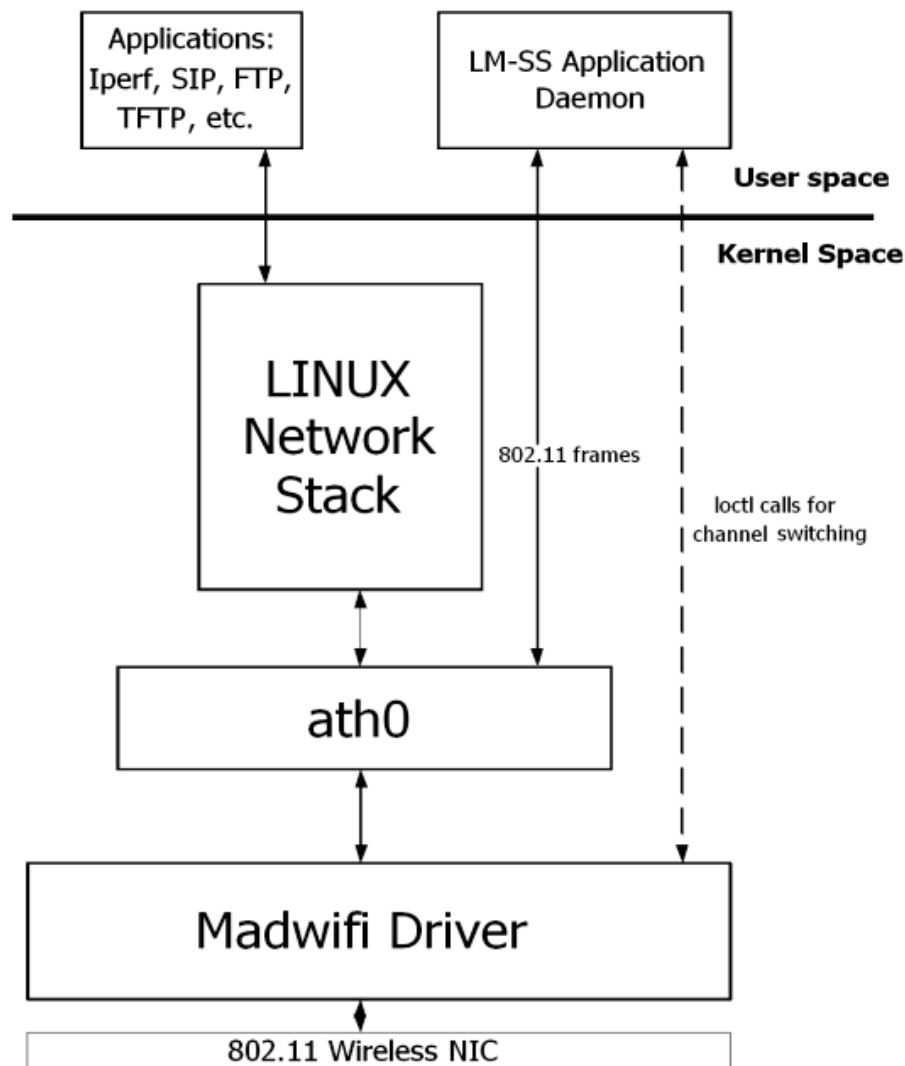 Applications:
Iperf, SIP, FTP,
TFTP, etc.
LM-SS Application
Daemon
User space
Kernel Space
LINUX
Network
Stack
802.11 frames
Ioctl calls for
channel switching
ath0
Madwifi Driver
802.11 Wireless NIC